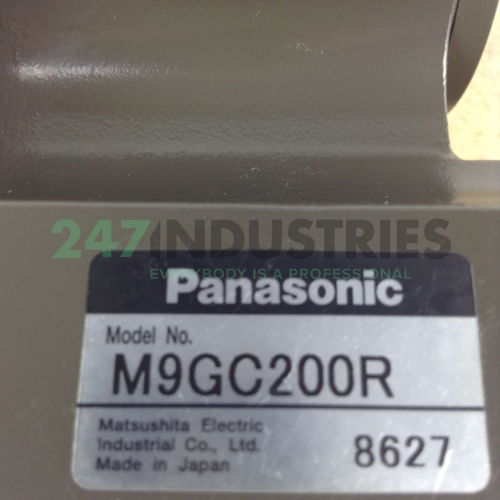 247INDUSTRIES
EVERYBODY IS A PROFESSIONAL
Panasonic
Model No.
M9GC200R
Matsushita Electric
Industrial Co., Ltd.
Made in Japan
8627